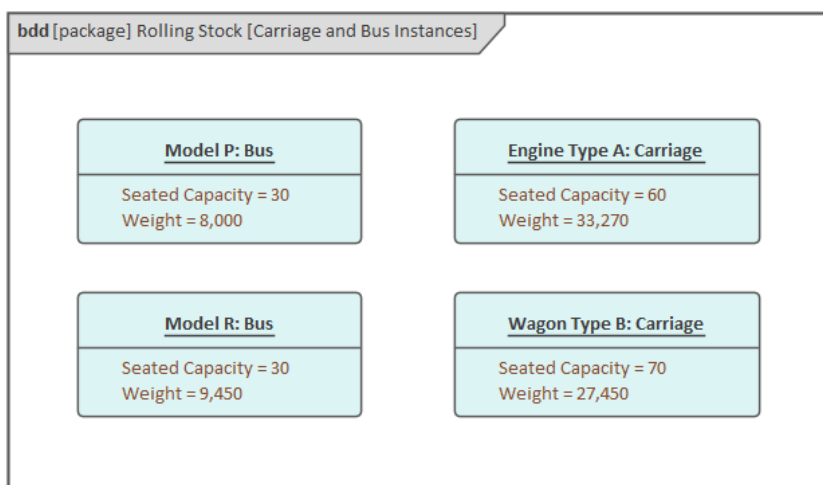 bdd [package] Rolling Stock [Carriage and Bus Instances]
Model P: Bus
Seated Capacity = 30
Weight = 8,000
Engine Type A: Carriage
Seated Capacity = 60
Weight = 33,270
Model R: Bus
Seated Capacity = 30
Weight = 9,450
Wagon Type B: Carriage
Seated Capacity = 70
Weight = 27,450